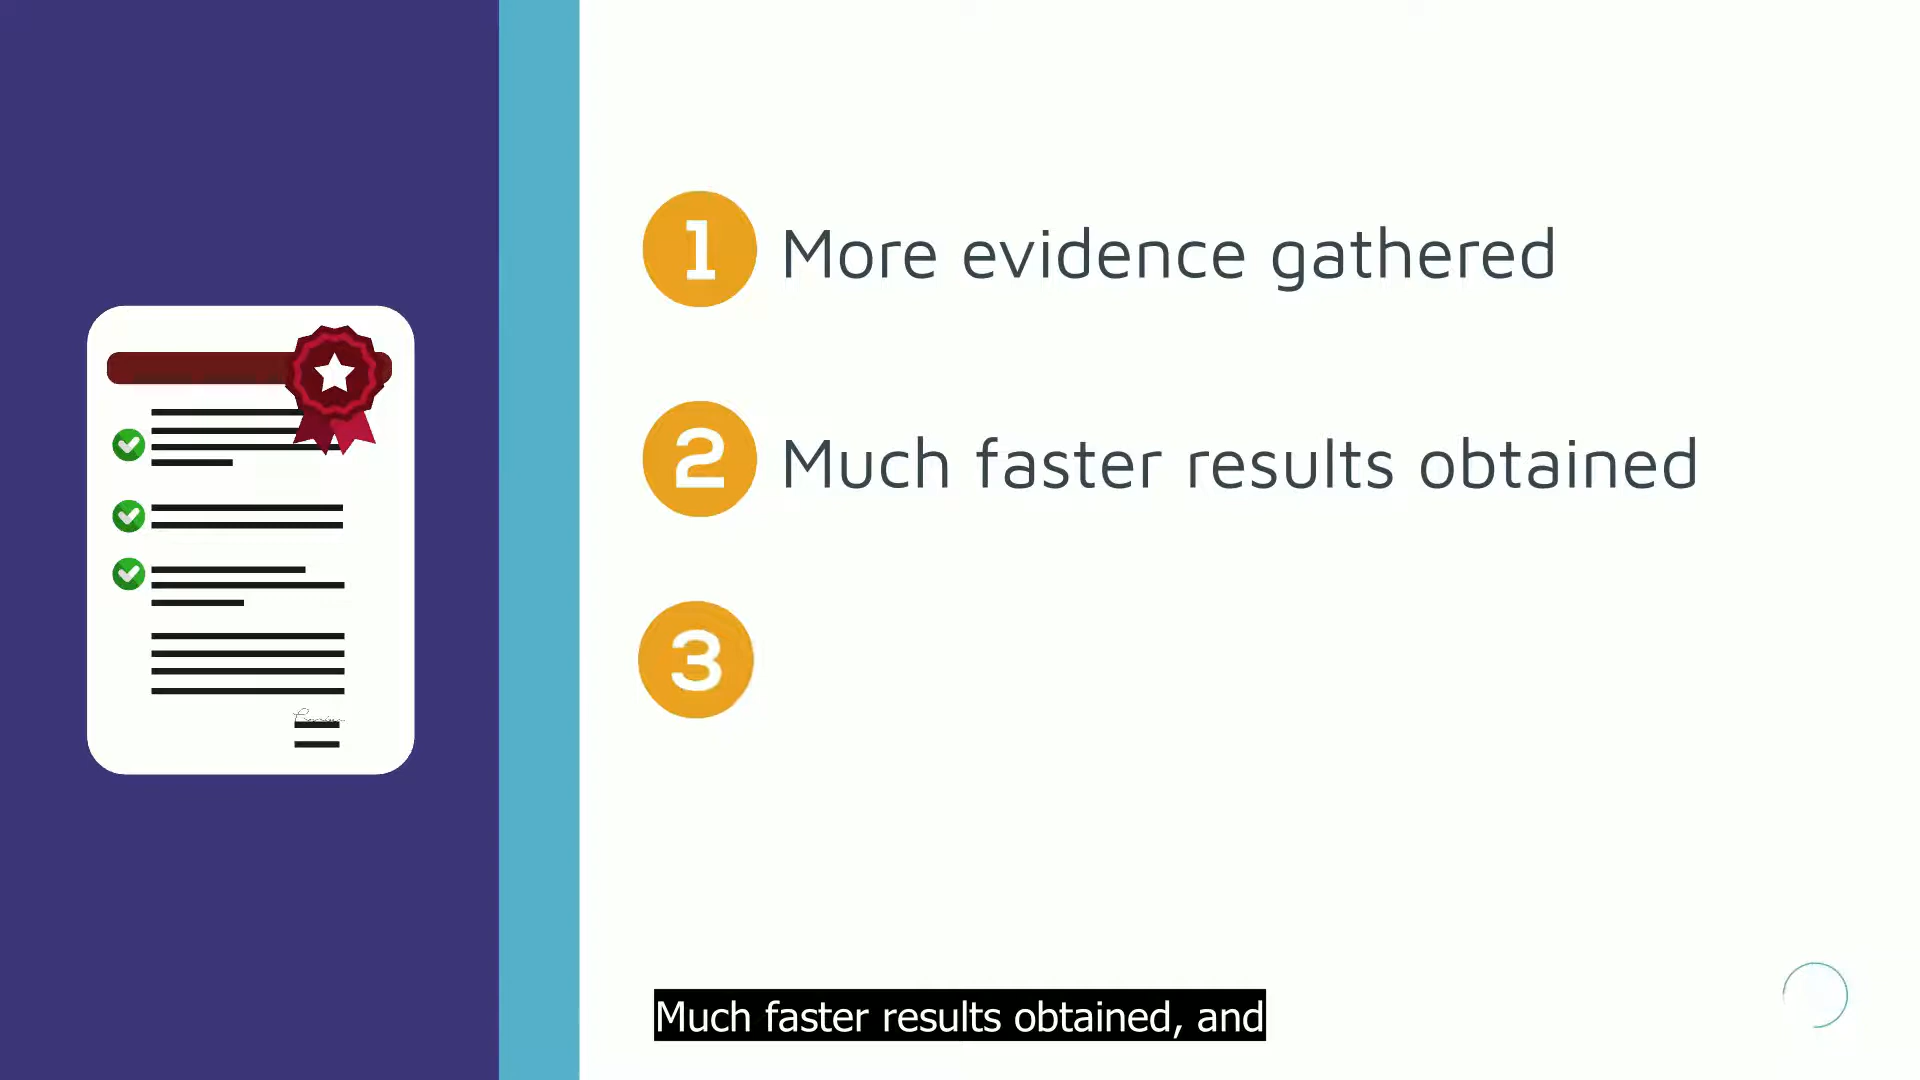 1 More evidence gathered
2 Much faster results obtained
3
Much faster results obtained, and